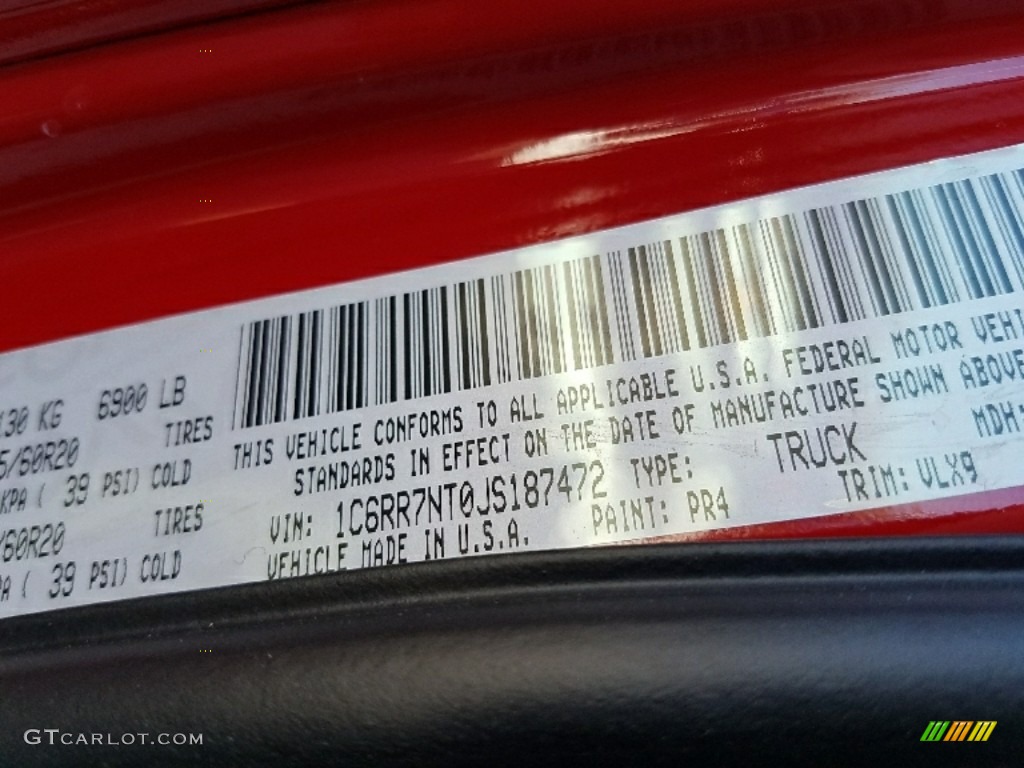 130 KG 6900 LB
5/60R20 TIRES
KPA ( 39 PSI) COLD
/60R20 TIRES
PA ( 39 PSI) COLD
THIS VEHICLE CONFORMS TO ALL APPLICABLE U.S.A. FEDERAL MOTOR VEHI
STANDARDS IN EFFECT ON THE DATE OF MANUFACTURE SHOWN ABOVE
VIN: 1C6RR7NT0JS187472 TYPE: TRUCK MDH:
VEHICLE MADE IN U.S.A. PAINT: PR4 TRIM: VLX9
GTCARLOT.COM